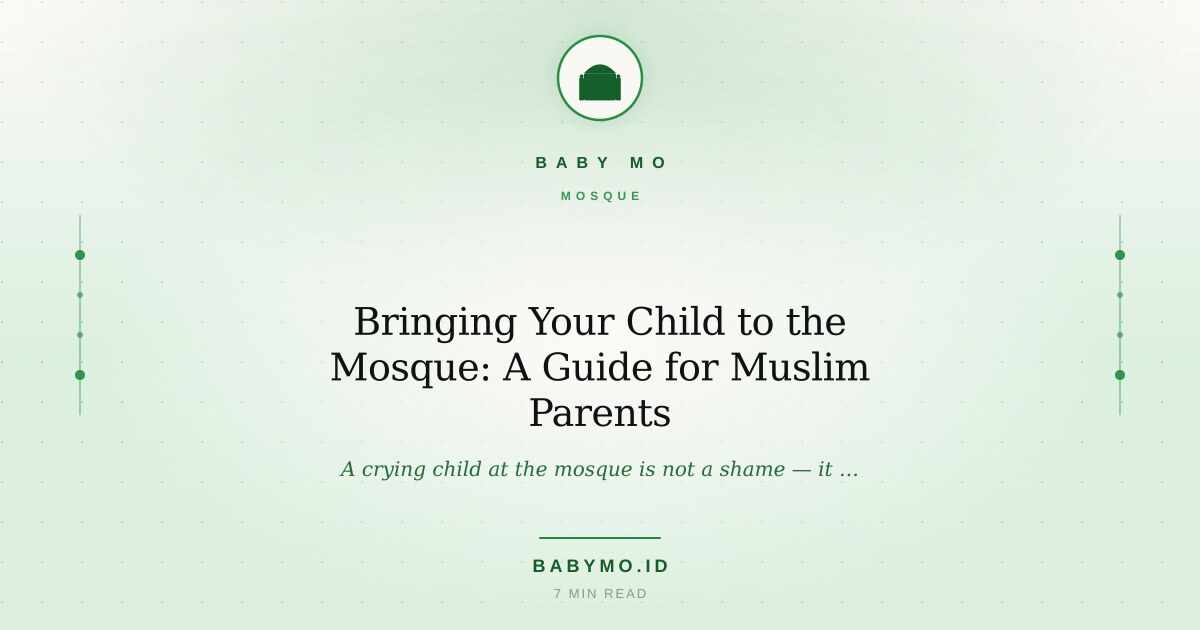 BABY MO
MOSQUE
Bringing Your Child to the
Mosque: A Guide for Muslim
Parents
A crying child at the mosque is not a shame — it ...
BABYMO.ID
7 MIN READ